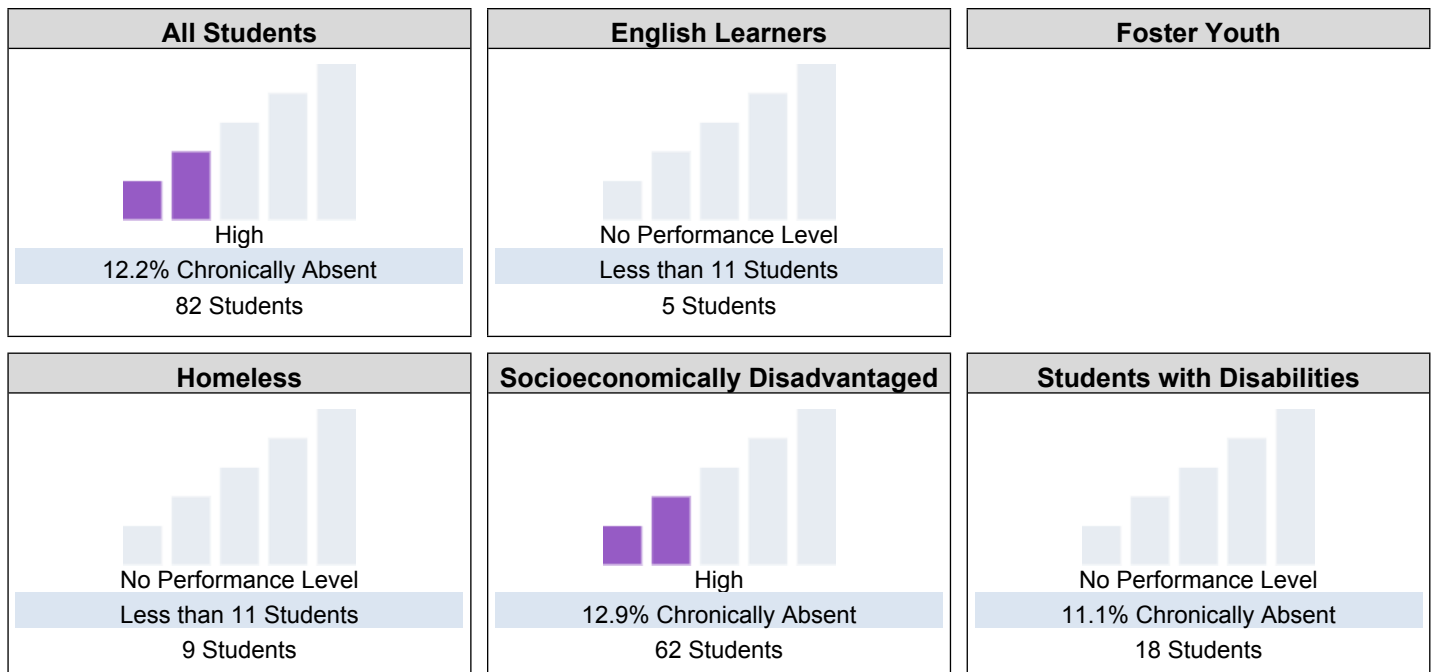 All Students
High
12.2% Chronically Absent
82 Students
English Learners
No Performance Level
Less than 11 Students
5 Students
Foster Youth
Homeless
No Performance Level
Less than 11 Students
9 Students
Socioeconomically Disadvantaged
High
12.9% Chronically Absent
62 Students
Students with Disabilities
No Performance Level
11.1% Chronically Absent
18 Students